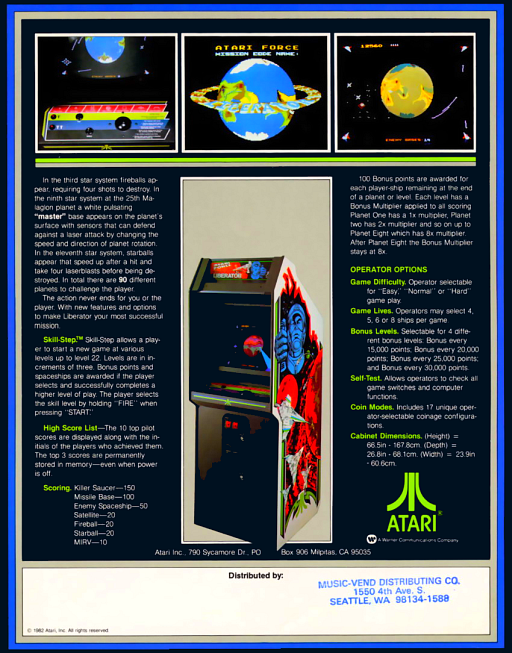 ATARI FORCE
MISSION CODE NAME:
LIBERATOR
12560
ENEMY BASES 14
In the third star system fireballs ap-
pear, requiring four shots to destroy. In
the ninth star system at the 25th Ma-
laglon planet a white pulsating
"master" base appears on the planet's
surface with sensors that can defend
against a laser attack by changing the
speed and direction of planet rotation.
In the eleventh star system, starballs
appear that speed up after a hit and
take four laserblasts before being de-
stroyed. In total there are 90 different
planets to challenge the player.
The action never ends for you or the
player. With new features and options
to make Liberator your most successful
mission.
Skill-Step.™ Skill-Step allows a play-
er to start a new game at various
levels up to level 22. Levels are in in-
crements of three. Bonus points and
spaceships are awarded if the player
selects and successfully completes a
higher level of play. The player selects
the skill level by holding "FIRE" when
pressing "START."
High Score List—The 10 top pilot
scores are displayed along with the in-
itials of the players who achieved them.
The top 3 scores are permanently
stored in memory—even when power
is off.
Scoring. Killer Saucer—150
Missile Base—100
Enemy Spaceship—50
Satellite—20
Fireball—20
Starball—20
MIRV—10
LIBERATOR
100 Bonus points are awarded for
each player-ship remaining at the end
of a planet or level. Each level has a
Bonus Multiplier applied to all scoring
Planet One has a 1x multiplier, Planet
two has 2x multiplier and so on up to
Planet Eight which has 8x multiplier.
After Planet Eight the Bonus Multiplier
stays at 8x.
OPERATOR OPTIONS
Game Difficulty. Operator selectable
for "Easy," "Normal" or "Hard"
game play.
Game Lives. Operators may select 4,
5, 6 or 8 ships per game
Bonus Levels. Selectable for 4 diffe-
rent bonus levels: Bonus every
15,000 points; Bonus every 20,000
points; Bonus every 25,000 points;
and Bonus every 30,000 points
Self-Test. Allows operators to check all
game switches and computer
functions.
Coin Modes. Includes 17 unique oper-
ator-selectable coinage configura-
tions.
Cabinet Dimensions. (Height) =
66.5in - 167.8cm. (Depth) =
26.8in - 68.1cm. (Width) = 23.9in
- 60.6cm.
ATARI®
A Warner Communications Company
Atari Inc., 790 Sycamore Dr., PO Box 906 Milpitas, CA 95035
Distributed by:
MUSIC-VEND DISTRIBUTING CO.
1550 4th Ave. S.
SEATTLE, WA 98134-1588
© 1982 Atari, Inc. All rights reserved